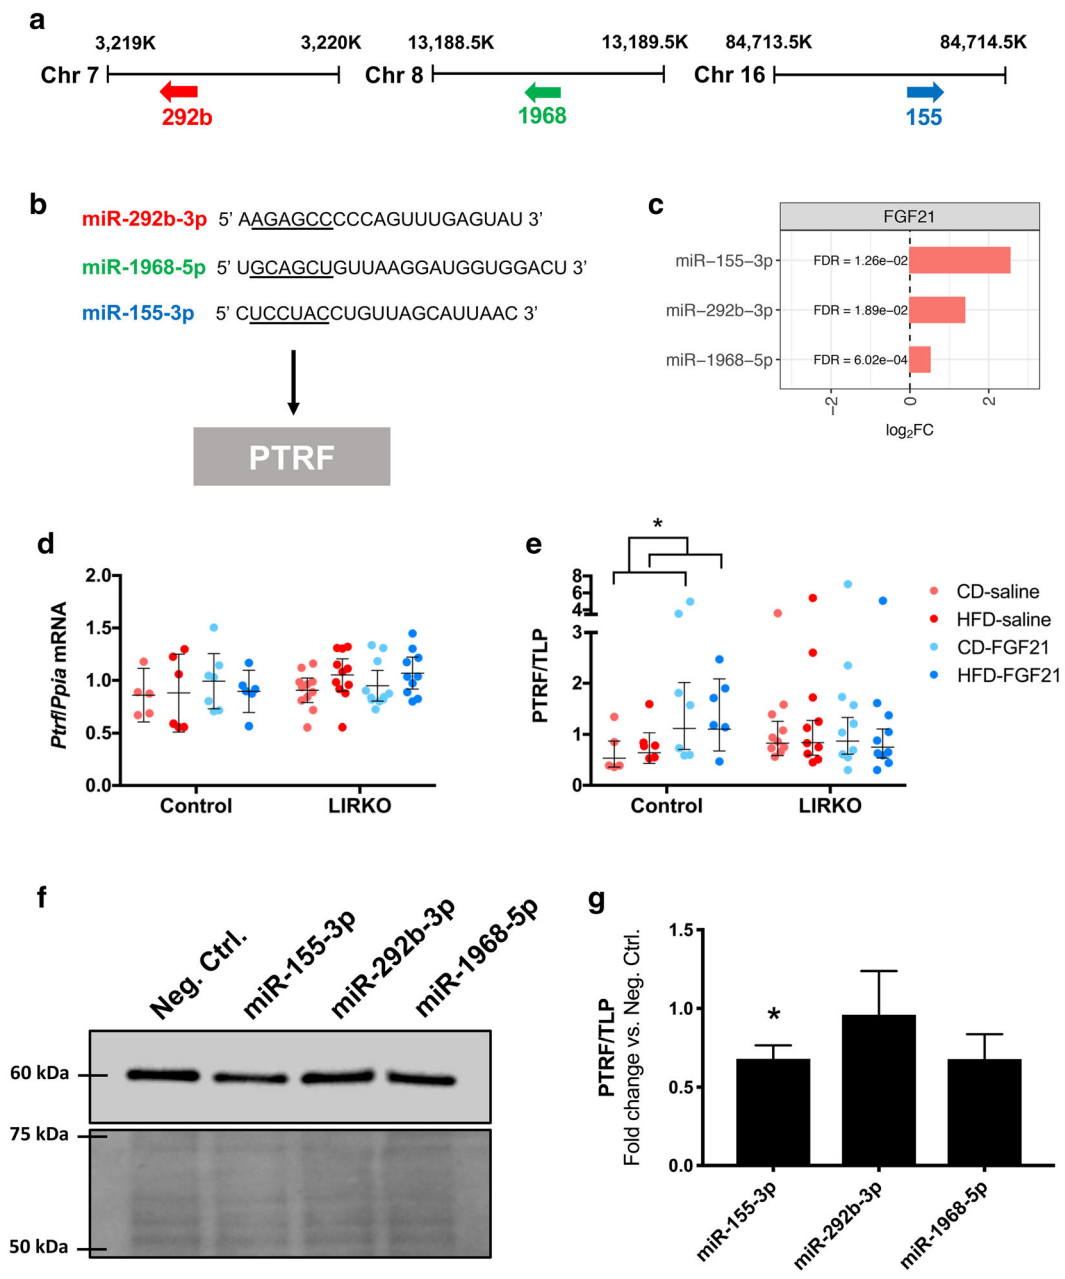 a
3,219K 3,220K 13,188.5K 13,189.5K 84,713.5K 84,714.5K
Chr 7 Chr 8 Chr 16
292b 1968 155
b
miR-292b-3p 5’ AAGAGCCCCCAGUUUGAGUAU 3’
miR-1968-5p 5’ UGCAGCUGUUAAGGAUGGUGGACU 3’
miR-155-3p 5’ CUCCUACCUGUUAGCAUUAAC 3’
PTRF
c
FGF21
miR−155−3p FDR = 1.26e−02
miR−292b−3p FDR = 1.89e−02
miR−1968−5p FDR = 6.02e−04
−2 0 2
log2FC
d
Ptrf/Ppia mRNA
2.0
1.5
1.0
0.5
0.0
Control LIRKO
e
*
PTRF/TLP
8
6
4
3
2
1
0
Control LIRKO
CD-saline
HFD-saline
CD-FGF21
HFD-FGF21
f
Neg. Ctrl.
miR-155-3p
miR-292b-3p
miR-1968-5p
60 kDa
75 kDa
50 kDa
g
PTRF/TLP
Fold change vs. Neg. Ctrl.
1.5
1.0
0.5
0.0
*
miR-155-3p
miR-292b-3p
miR-1968-5p